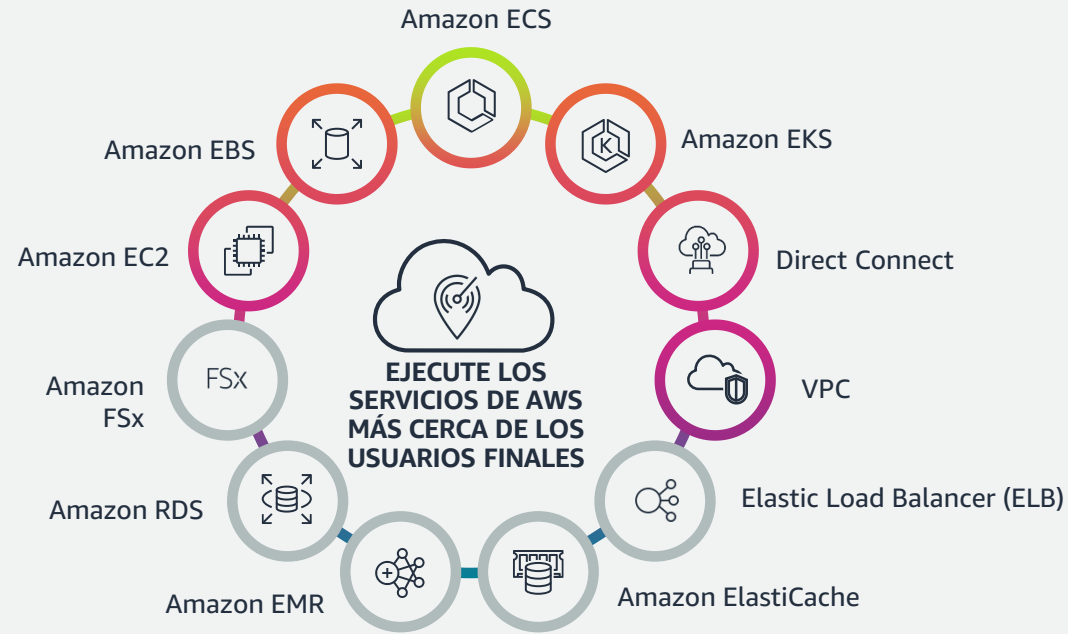 Amazon ECS
Amazon EBS
Amazon EKS
Amazon EC2
Direct Connect
Amazon
FSx
FSx
K
EJECUTE LOS
SERVICIOS DE AWS
MÁS CERCA DE LOS
USUARIOS FINALES
VPC
Amazon RDS
Elastic Load Balancer (ELB)
Amazon EMR
Amazon ElastiCache